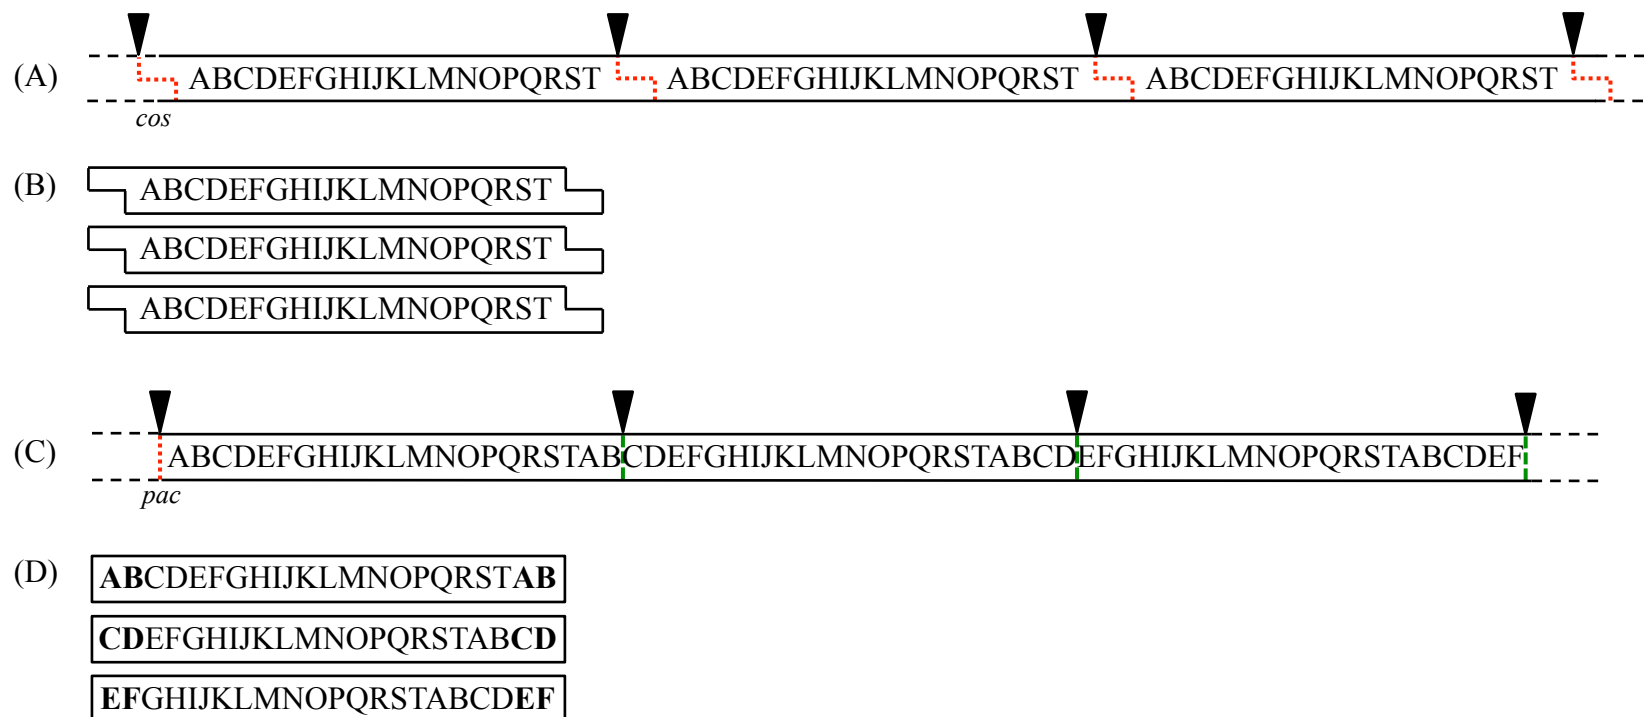 (A) ABCDEFGHIJKLMNOPQRST ABCDEFGHIJKLMNOPQRST ABCDEFGHIJKLMNOPQRST
cos
(B) ABCDEFGHIJKLMNOPQRST
ABCDEFGHIJKLMNOPQRST
ABCDEFGHIJKLMNOPQRST
(C) ABCDEFGHIJKLMNOPQRSTABCDEFGHIJKLMNOPQRSTABCDEFGHIJKLMNOPQRSTABCDEF
pac
(D) ABCDEFGHIJKLMNOPQRSTAB
CDEFGHIJKLMNOPQRSTABCD
EFGHIJKLMNOPQRSTABCDEF